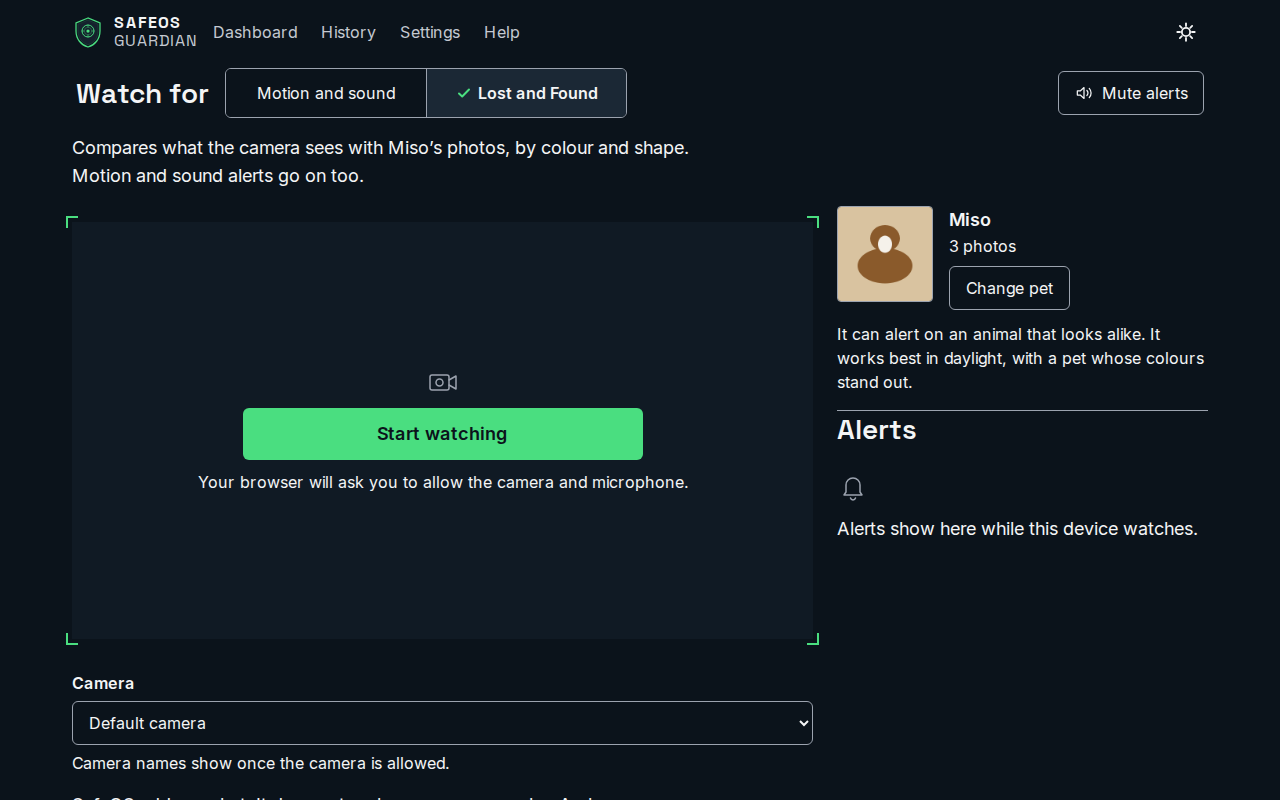 SAFEOS
GUARDIAN
Dashboard
History
Settings
Help
Watch for
Motion and sound
Lost and Found
Mute alerts
Compares what the camera sees with Miso’s photos, by colour and shape.
Motion and sound alerts go on too.
Miso
3 photos
Change pet
It can alert on an animal that looks alike. It
works best in daylight, with a pet whose colours
stand out.
Alerts
Alerts show here while this device watches.
Start watching
Your browser will ask you to allow the camera and microphone.
Camera
Default camera
Camera names show once the camera is allowed.